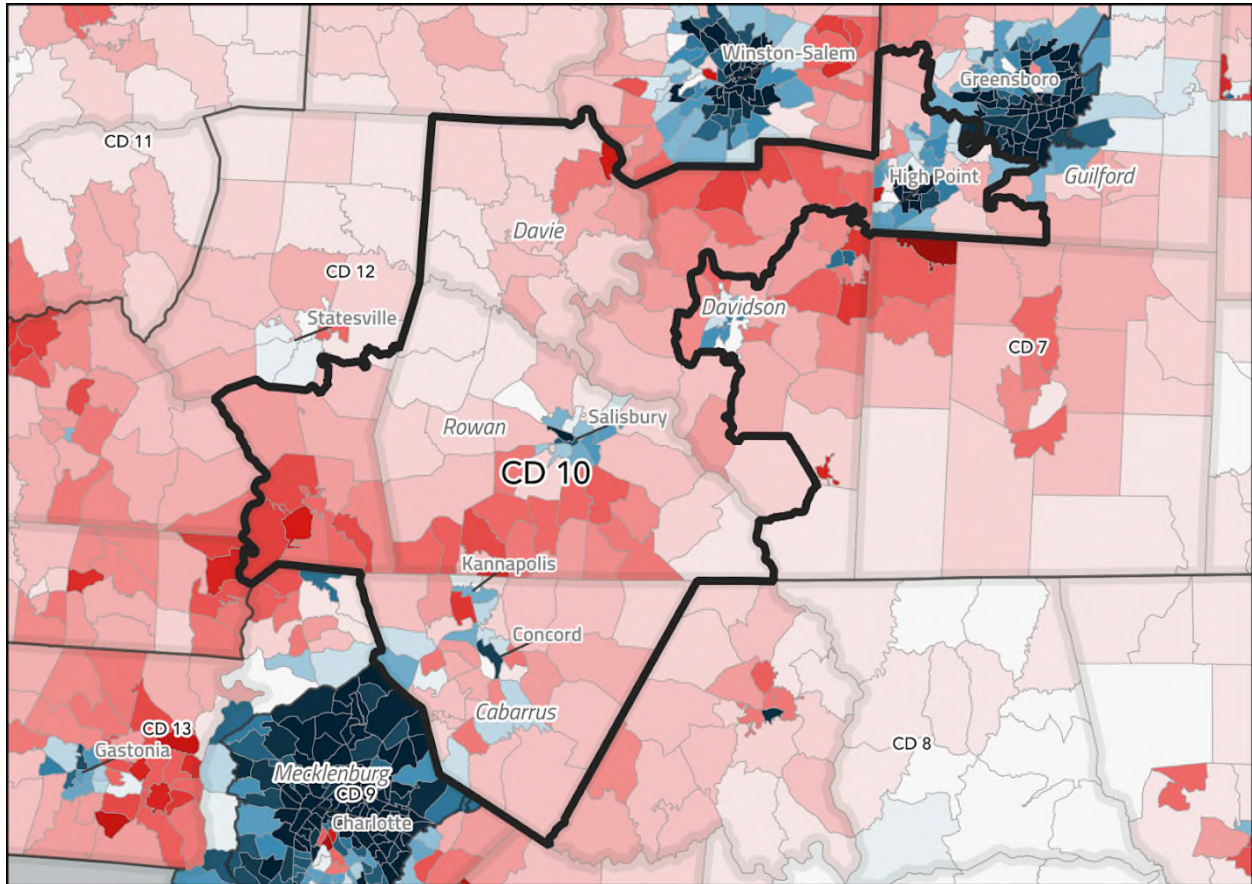 Winston-Salem
Greensboro
CD 11
High Point
Guilford
Davie
CD 12
Statesville
Davidson
CD 7
Rowan
Salisbury
CD 10
Kannapolis
Concord
Cabarrus
CD 13
Gastonia
CD 8
Mecklenburg
CD 9
Charlotte